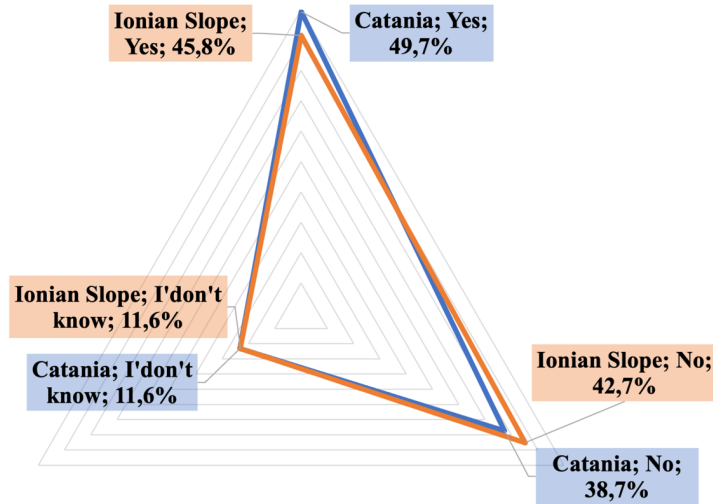 Ionian Slope;
Yes; 45,8%
Catania; Yes;
49,7%
Ionian Slope; I'don't
know; 11,6%
Catania; I'don't
know; 11,6%
Ionian Slope; No;
42,7%
Catania; No;
38,7%